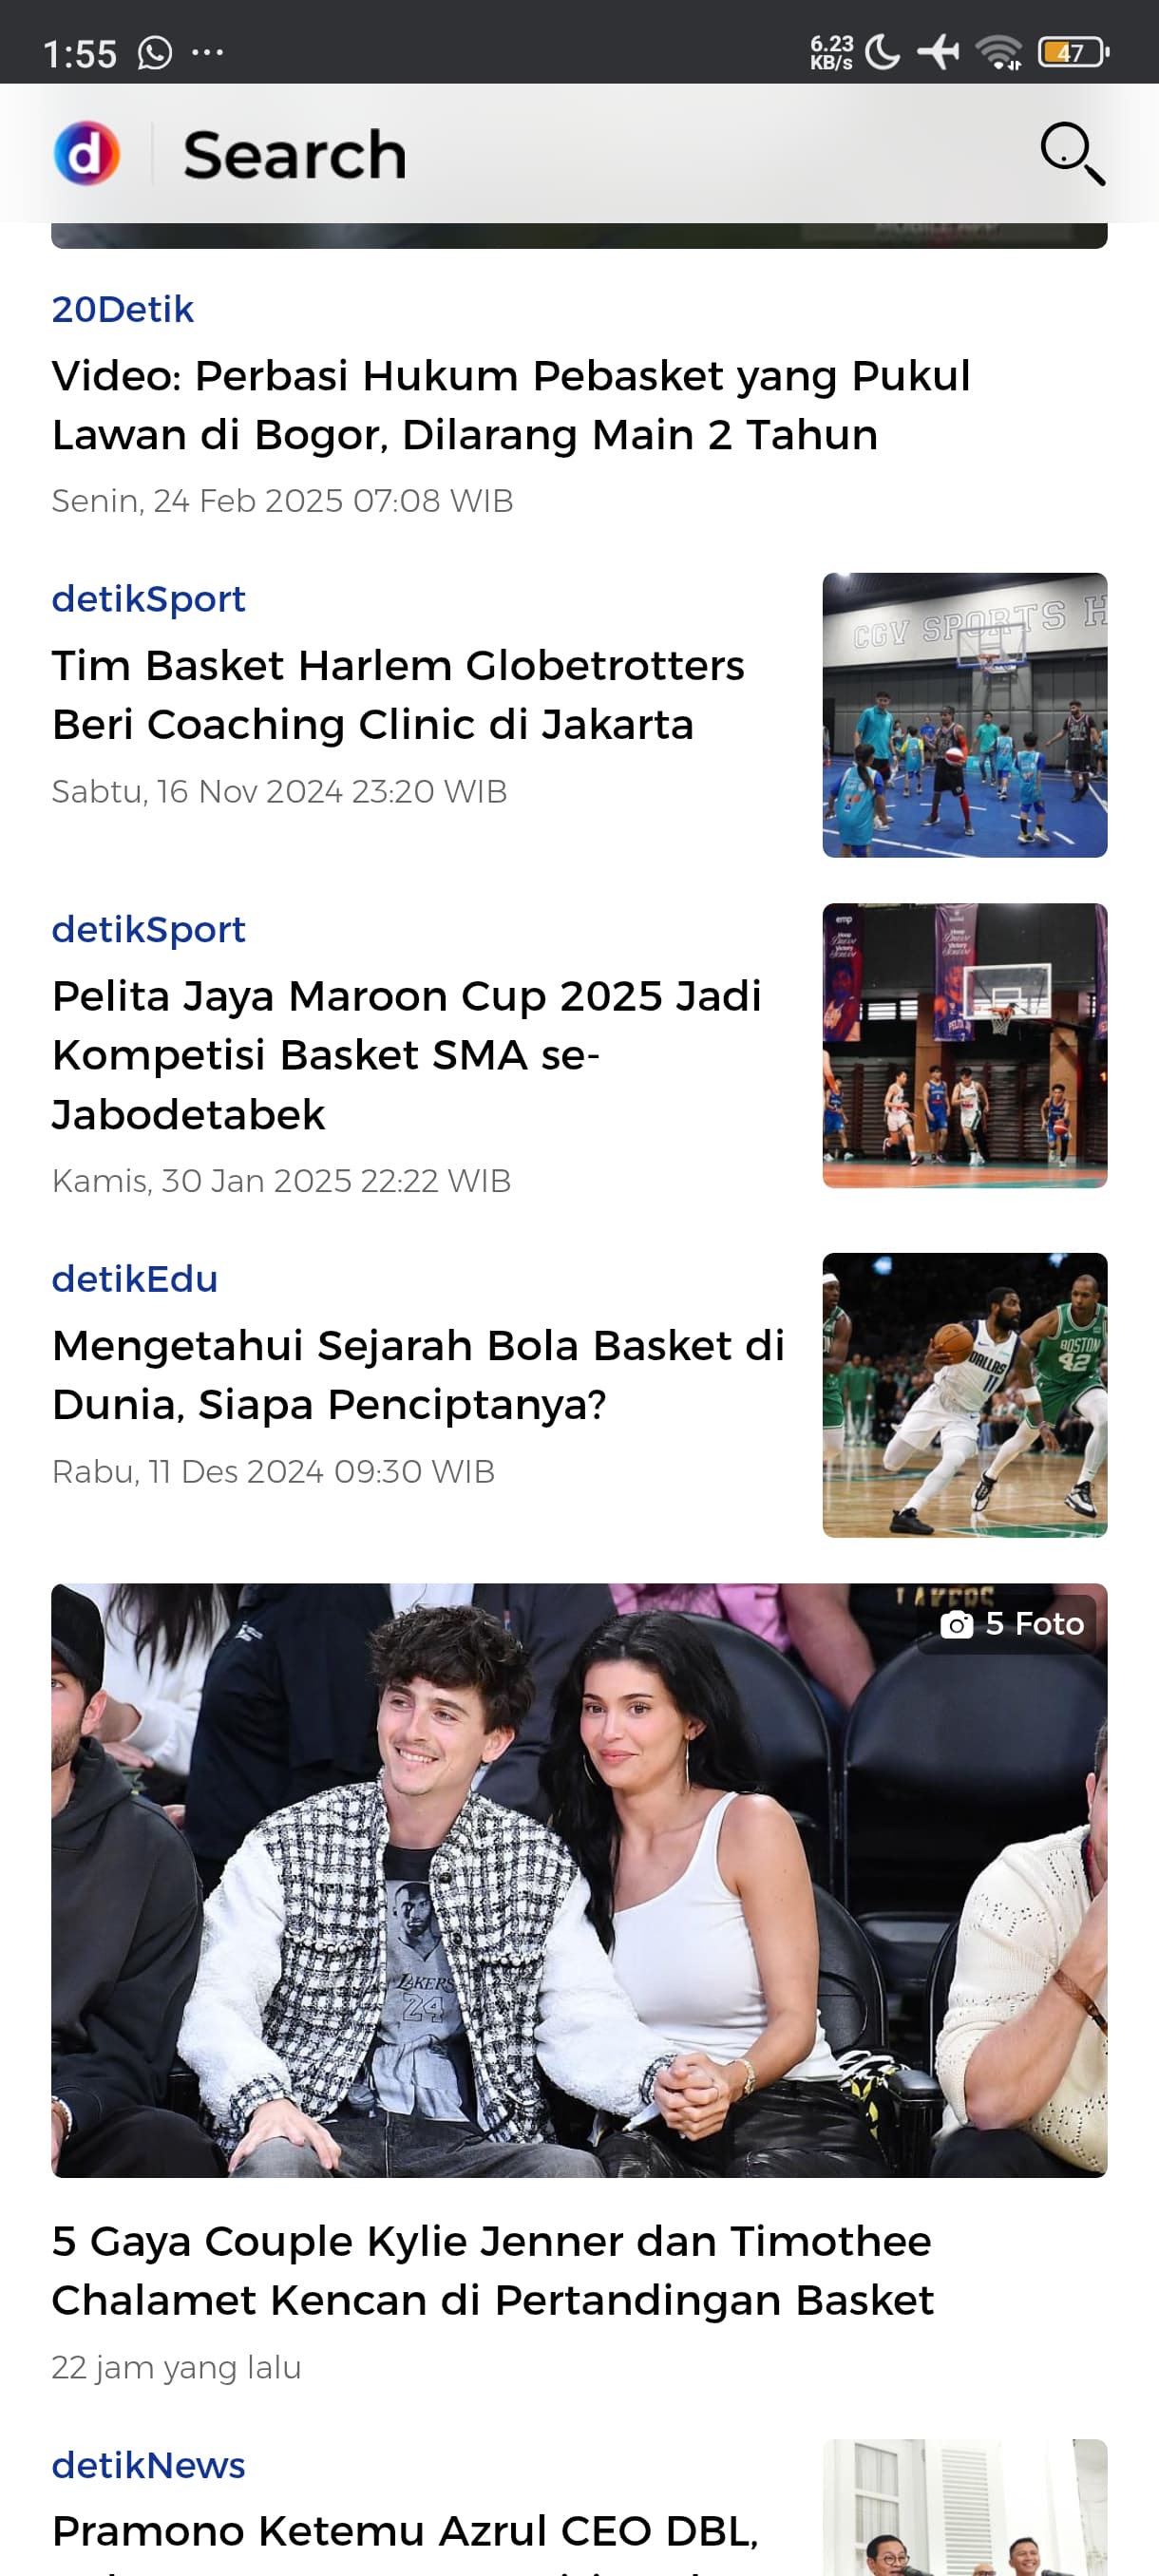 1:55
6.23
KB/s
47
d
Search
20Detik
Video: Perbasi Hukum Pebasket yang Pukul
Lawan di Bogor, Dilarang Main 2 Tahun
Senin, 24 Feb 2025 07:08 WIB
detikSport
Tim Basket Harlem Globetrotters
Beri Coaching Clinic di Jakarta
Sabtu, 16 Nov 2024 23:20 WIB
CGV SPORTS H
detikSport
Pelita Jaya Maroon Cup 2025 Jadi
Kompetisi Basket SMA se-
Jabodetabek
Kamis, 30 Jan 2025 22:22 WIB
emp
detikEdu
Mengetahui Sejarah Bola Basket di
Dunia, Siapa Penciptanya?
Rabu, 11 Des 2024 09:30 WIB
DALLAS
11
BOSTON
42
LAKERS
5 Foto
LAKERS
24
5 Gaya Couple Kylie Jenner dan Timothee
Chalamet Kencan di Pertandingan Basket
22 jam yang lalu
detikNews
Pramono Ketemu Azrul CEO DBL,